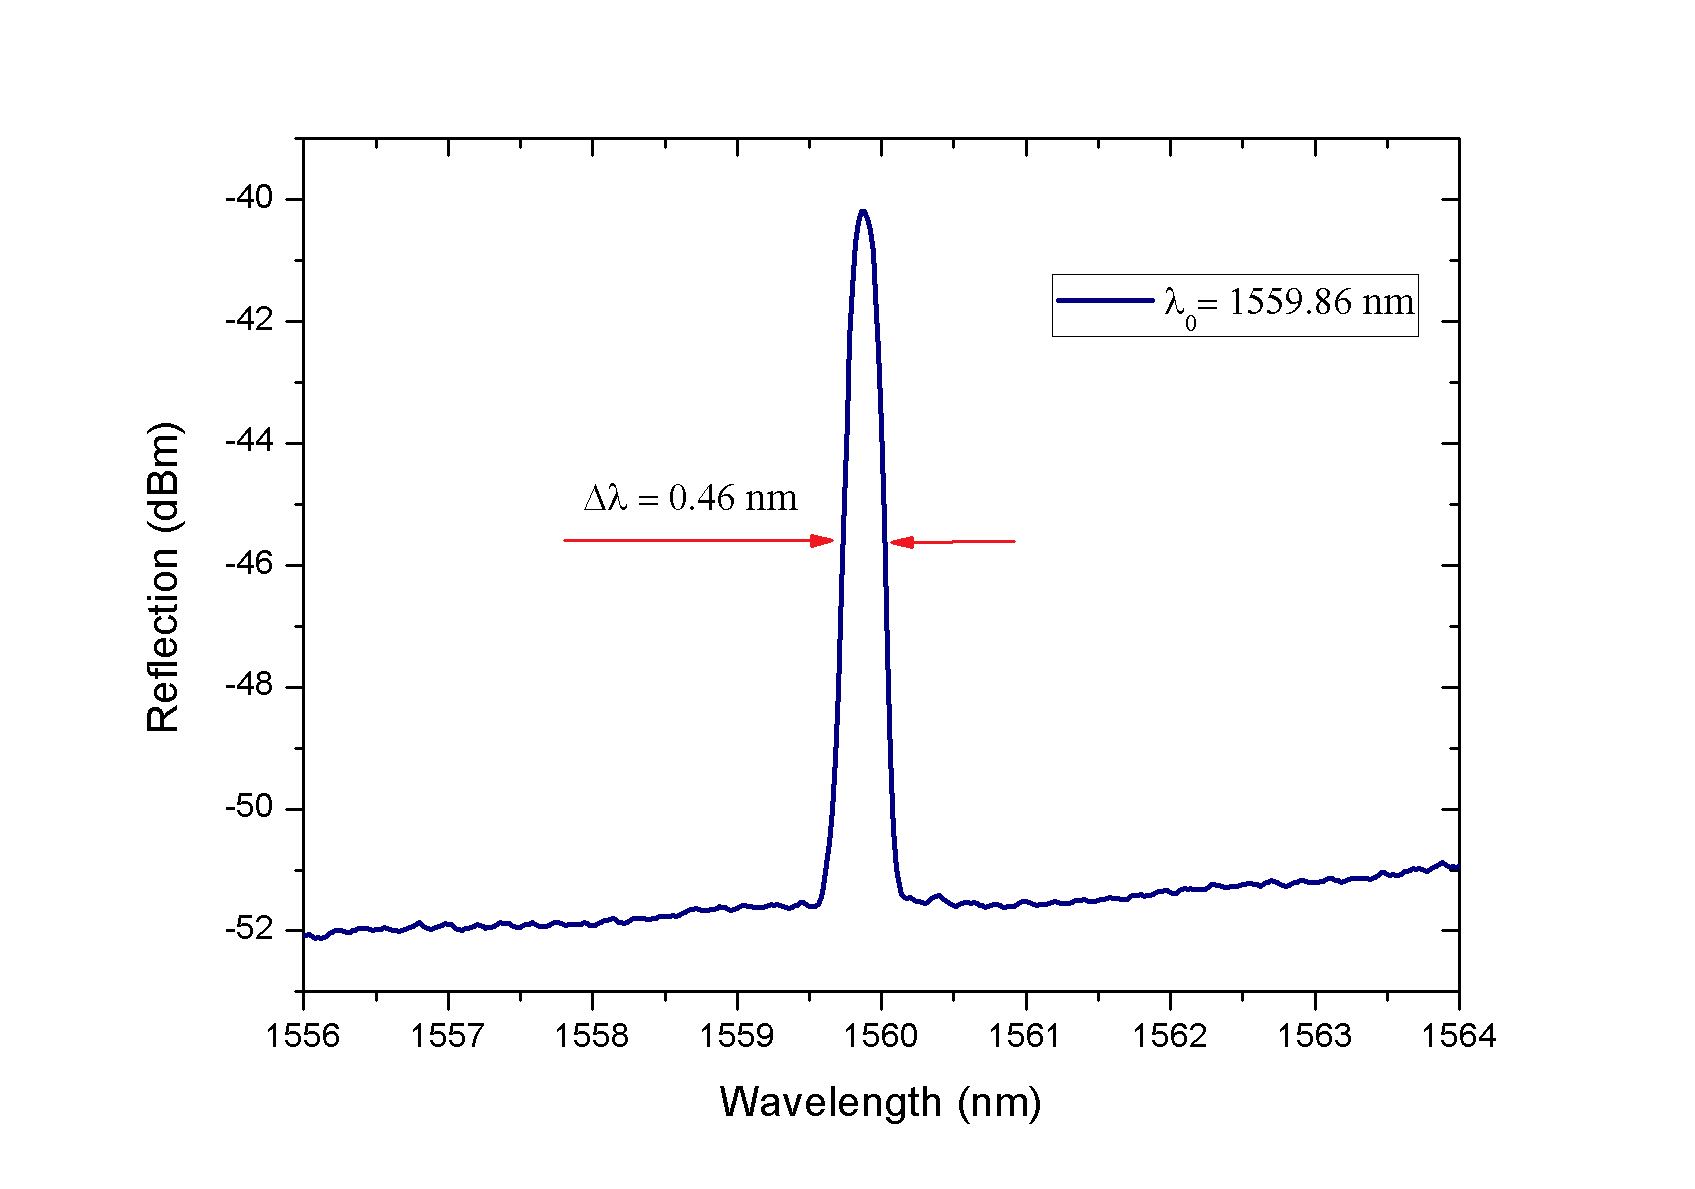 -40
-42
-44
-46
-48
-50
-52
Reflection (dBm)
λ0= 1559.86 nm
Δλ = 0.46 nm
1556 1557 1558 1559 1560 1561 1562 1563 1564
Wavelength (nm)